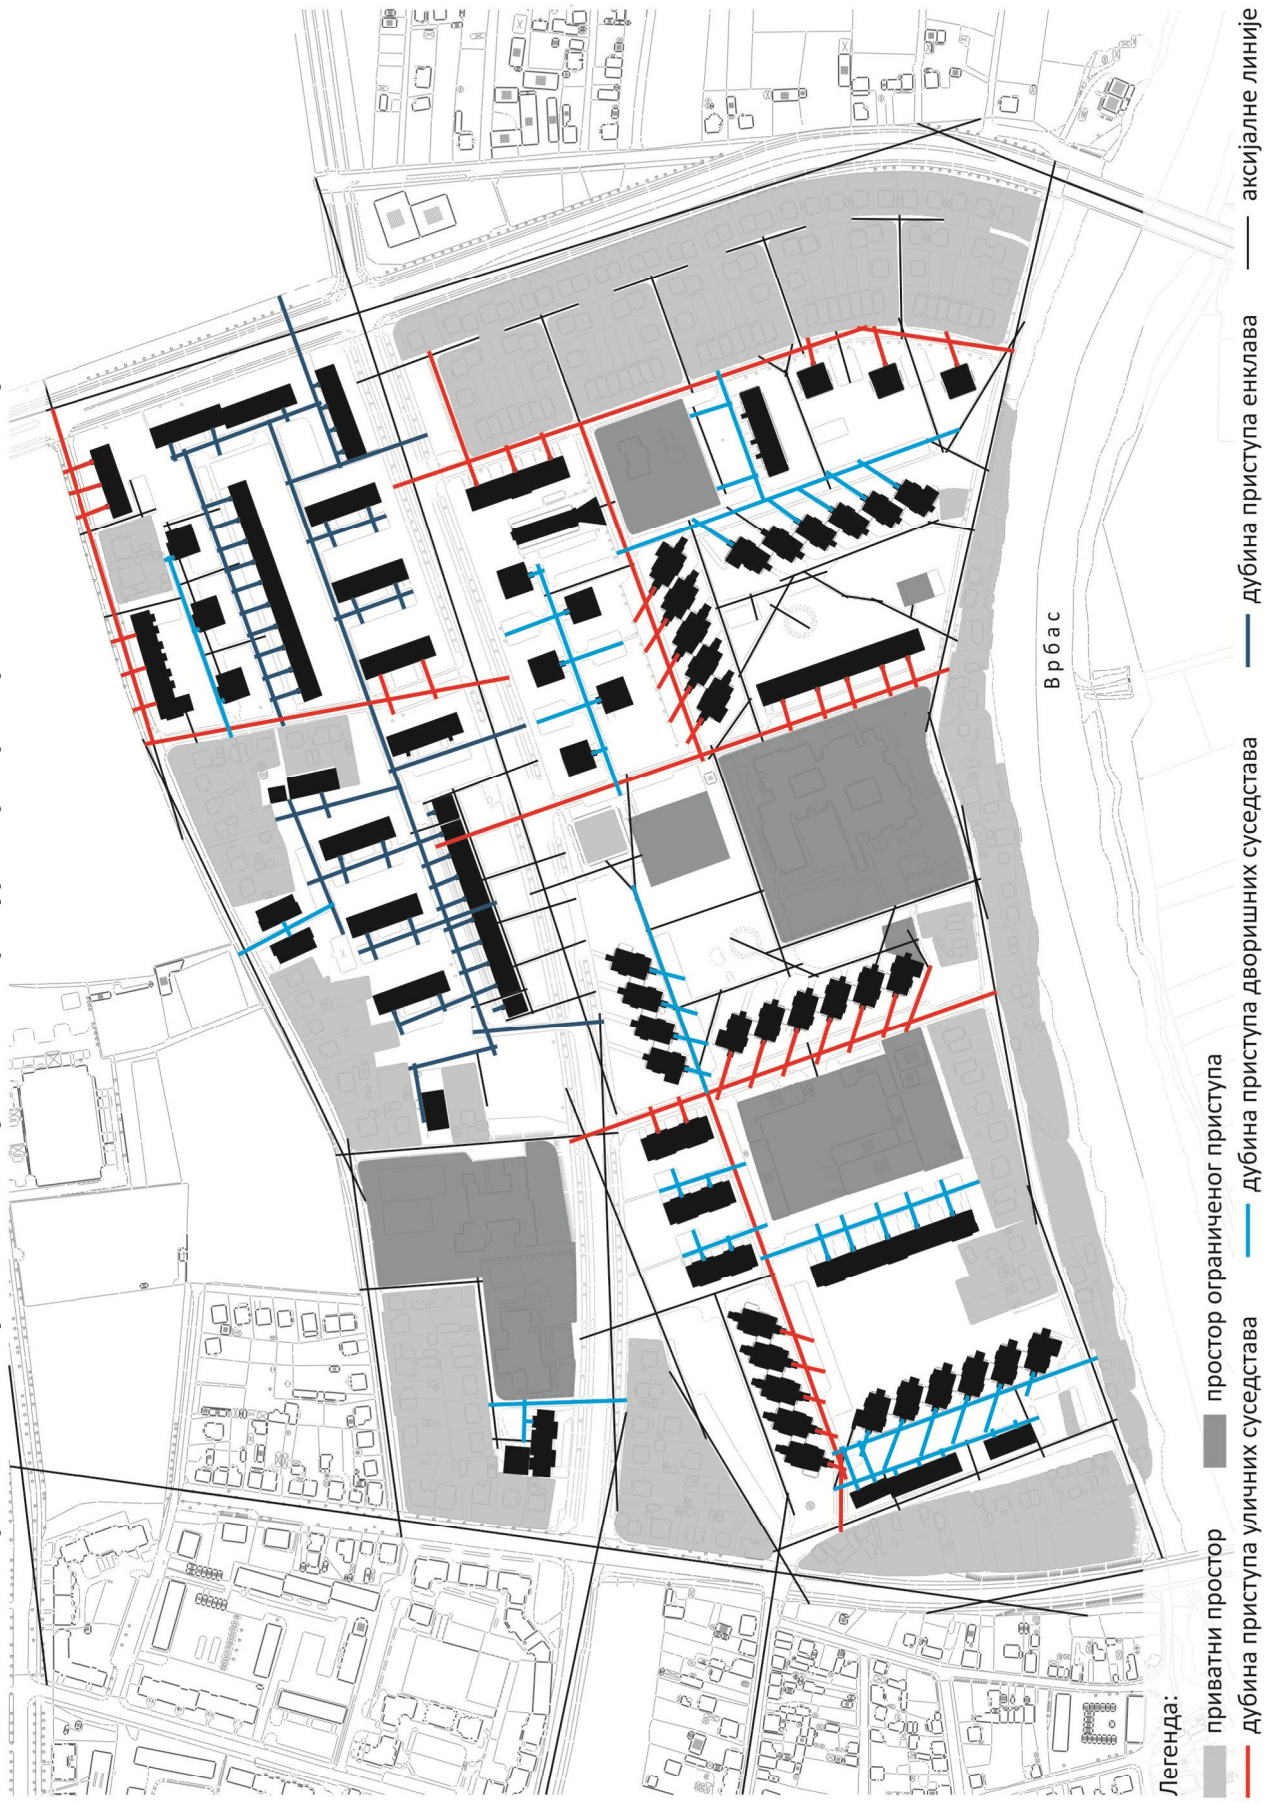 Врбас
Легенда:
приватни простор
простор ограниченог приступа
дубина приступа уличних суседстава
дубина приступа дворишних суседстава
дубина приступа енклава
аксијалне линије